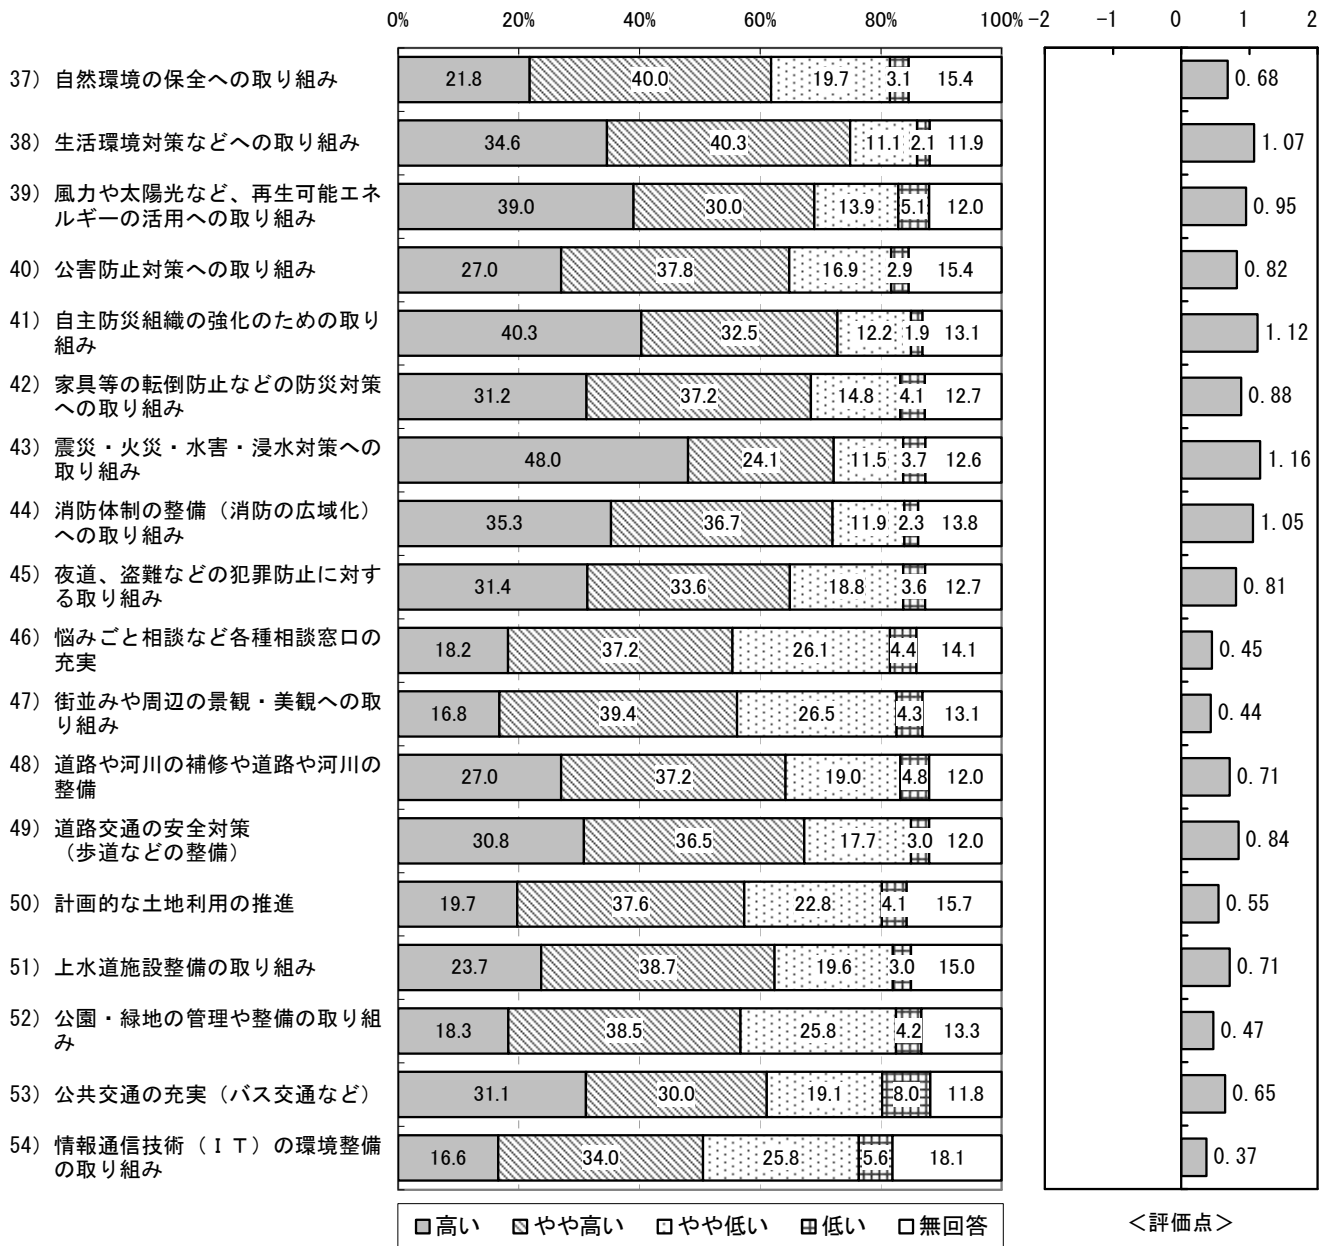 0% 20% 40% 60% 80% 100% -2 -1 0 1 2
37) 自然環境の保全への取り組み 21.8 40.0 19.7 3.1 15.4 0.68
38) 生活環境対策などへの取り組み 34.6 40.3 11.1 2.1 11.9 1.07
39) 風力や太陽光など、再生可能エネ
ルギーの活用への取り組み 39.0 30.0 13.9 5.1 12.0 0.95
40) 公害防止対策への取り組み 27.0 37.8 16.9 2.9 15.4 0.82
41) 自主防災組織の強化のための取り
組み 40.3 32.5 12.2 1.9 13.1 1.12
42) 家具等の転倒防止などの防災対策
への取り組み 31.2 37.2 14.8 4.1 12.7 0.88
43) 震災・火災・水害・浸水対策への
取り組み 48.0 24.1 11.5 3.7 12.6 1.16
44) 消防体制の整備（消防の広域化）
への取り組み 35.3 36.7 11.9 2.3 13.8 1.05
45) 夜道、盗難などの犯罪防止に対す
る取り組み 31.4 33.6 18.8 3.6 12.7 0.81
46) 悩みごと相談など各種相談窓口の
充実 18.2 37.2 26.1 4.4 14.1 0.45
47) 街並みや周辺の景観・美観への取
り組み 16.8 39.4 26.5 4.3 13.1 0.44
48) 道路や河川の補修や道路や河川の
整備 27.0 37.2 19.0 4.8 12.0 0.71
49) 道路交通の安全対策
（歩道などの整備） 30.8 36.5 17.7 3.0 12.0 0.84
50) 計画的な土地利用の推進 19.7 37.6 22.8 4.1 15.7 0.55
51) 上水道施設整備の取り組み 23.7 38.7 19.6 3.0 15.0 0.71
52) 公園・緑地の管理や整備の取り組
み 18.3 38.5 25.8 4.2 13.3 0.47
53) 公共交通の充実（バス交通など） 31.1 30.0 19.1 8.0 11.8 0.65
54) 情報通信技術（ＩＴ）の環境整備
の取り組み 16.6 34.0 25.8 5.6 18.1 0.37
高い やや高い やや低い 低い 無回答 ＜評価点＞